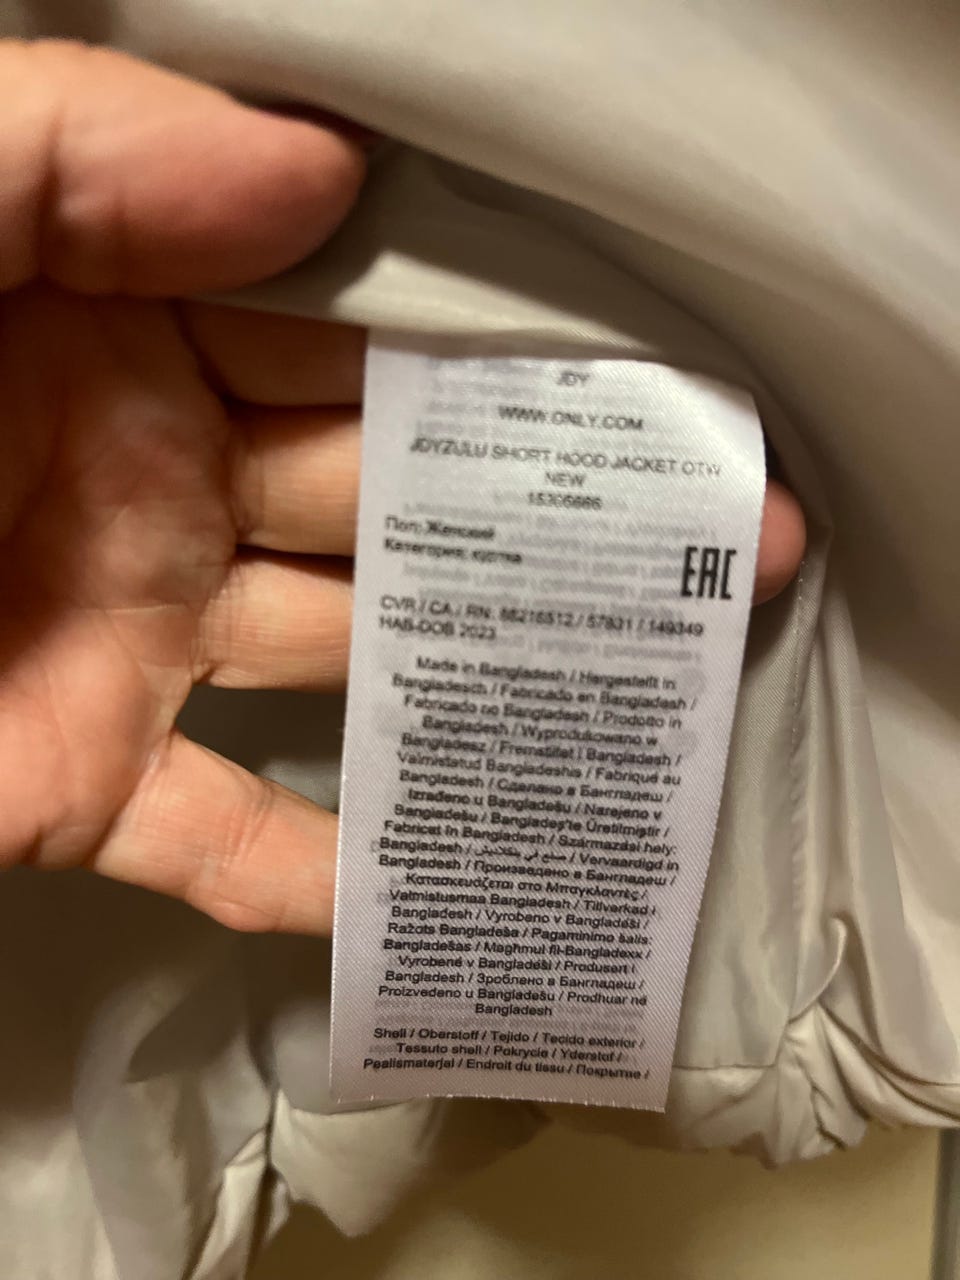 JDY
WWW.ONLY.COM
JDYZULU SHORT HOOD JACKET OTW
NEW
Пол: Женский
Категория: куртка
EAC
CVR / CA / RN: 88216512 / 57831 / 149349
HAB-DOB 2023
Made in Bangladesh / Hergestellt in
Bangladesch / Fabricado en Bangladesh /
Fabricado no Bangladesh / Prodotto in
Bangladesh / Wyprodukowano w
Bangladesz / Fremstillet i Bangladesh /
Valmistatud Bangladeshis / Fabriqué au
Bangladesh / Сделано в Бангладеш /
Izrađeno u Bangladešu / Narejeno v
Bangladešu / Bangladeş'te Üretilmiştir /
Fabricat în Bangladesh / Származási hely:
Bangladesh / صنع في بنكلاديش / Vervaardigd in
Bangladesh / Произведено в Бангладеш /
Κατασκευάζεται στο Μπαγκλαντές /
Valmistusmaa Bangladesh / Tillverkad i
Bangladesh / Vyrobeno v Bangladéši /
Ražots Bangladeša / Pagaminimo šalis:
Bangladešas / Magħmul fil-Bangladexx /
Vyrobené v Bangladéši / Produsert i
Bangladesh / Зроблено в Бангладеш /
Proizvedeno u Bangladešu / Prodhuar në
Bangladesh
Shell / Oberstoff / Tejido / Tecido exterior /
Tessuto shell / Pokrycie / Yderstof /
Pealismaterjal / Endroit du tissu / Покрытие /